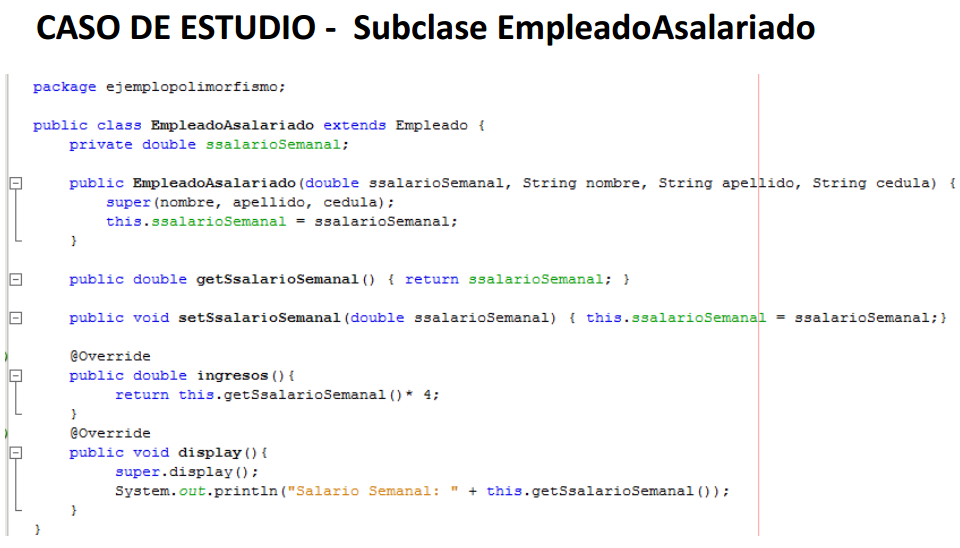 CASO DE ESTUDIO - Subclase EmpleadoAsalariado
package ejemplopolimorfismo;
public class EmpleadoAsalariado extends Empleado {
private double ssalarioSemanal;
public EmpleadoAsalariado(double ssalarioSemanal, String nombre, String apellido, String cedula) {
super(nombre, apellido, cedula);
this.ssalarioSemanal = ssalarioSemanal;
}
public double getSsalarioSemanal() { return ssalarioSemanal; }
public void setSsalarioSemanal(double ssalarioSemanal) { this.ssalarioSemanal = ssalarioSemanal;}
@Override
public double ingresos(){
return this.getSsalarioSemanal()* 4;
}
@Override
public void display(){
super.display();
System.out.println("Salario Semanal: " + this.getSsalarioSemanal());
}
}